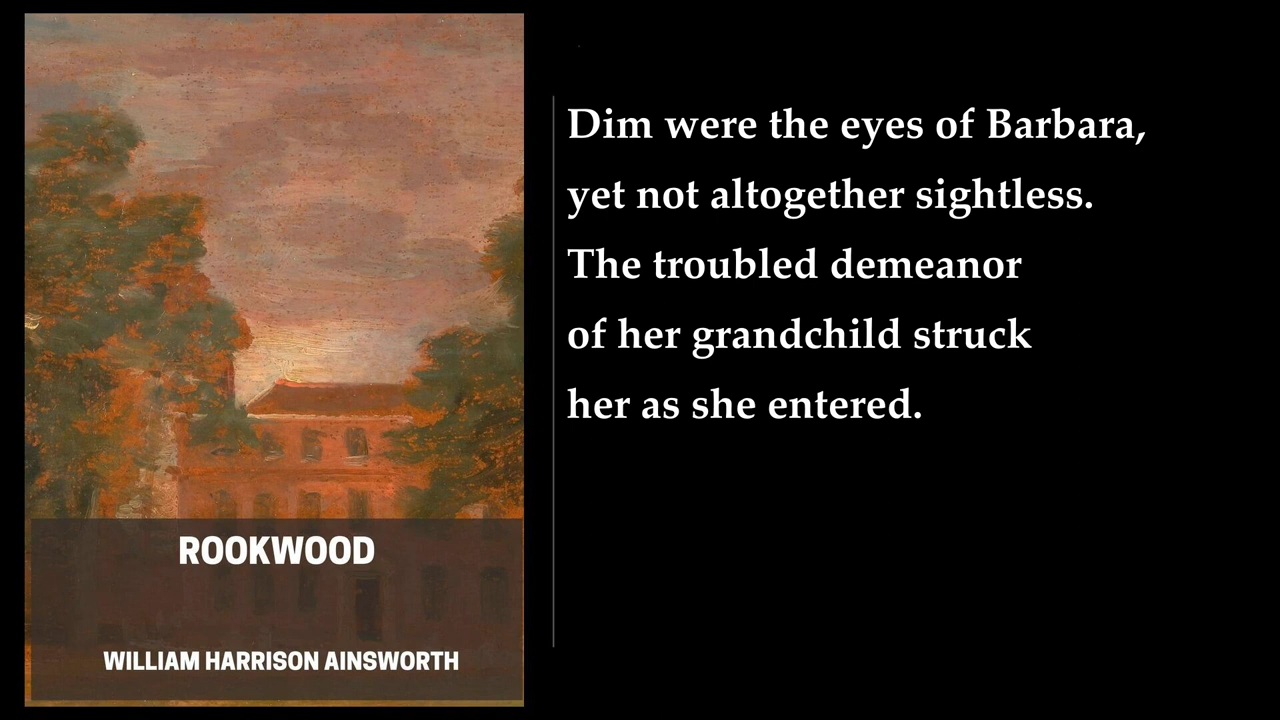 ROOKWOOD
WILLIAM HARRISON AINSWORTH
Dim were the eyes of Barbara,
yet not altogether sightless.
The troubled demeanor
of her grandchild struck
her as she entered.